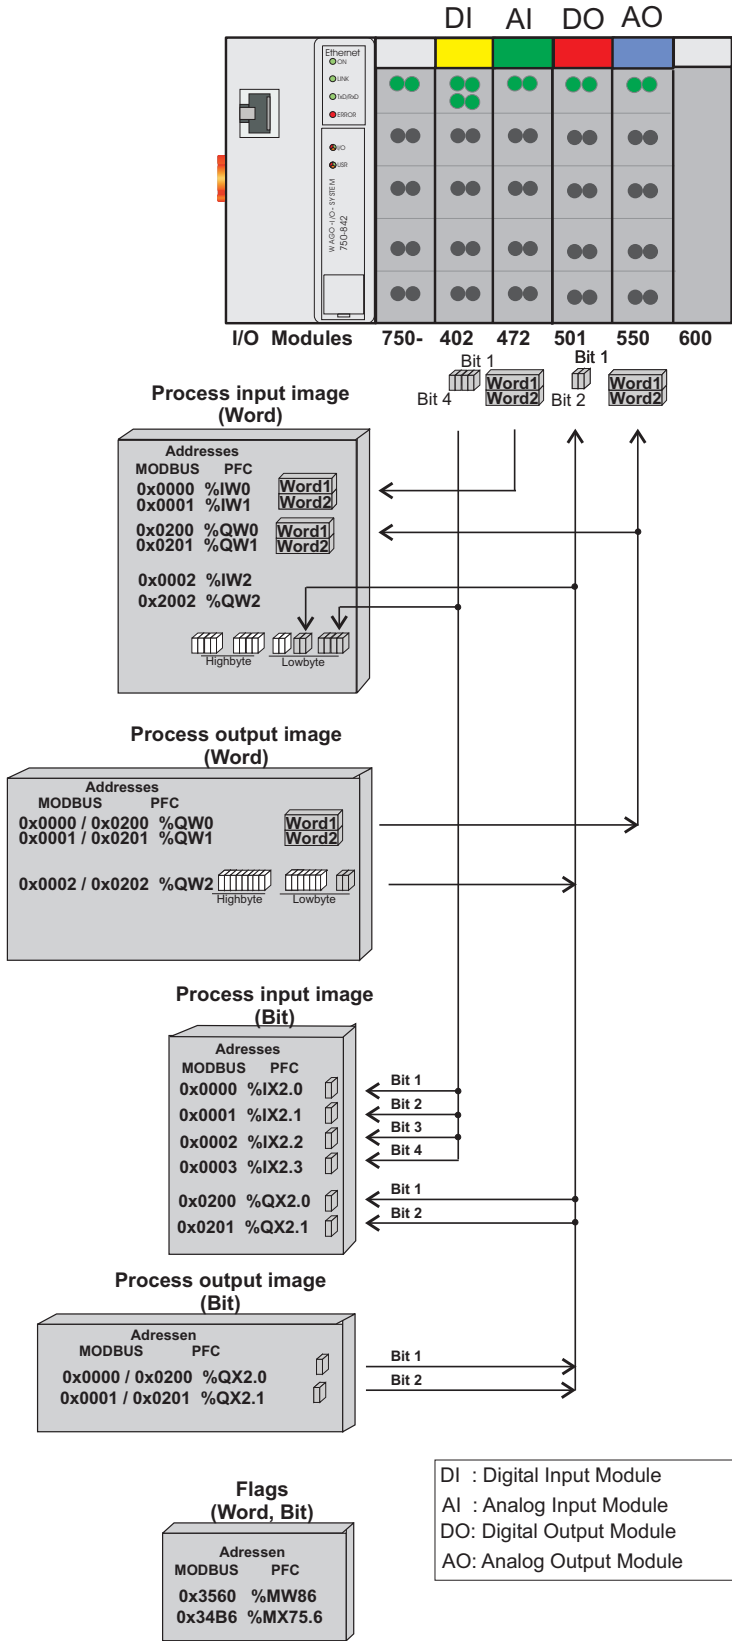 DI AI DO AO
Ethernet
ON
LINK
TxD/RxD
ERROR
I/O
USR
WAGO-I/O-SYSTEM
750-842
I/O Modules 750- 402 472 501 550 600
Bit 1
Bit 4
Word1
Word2
Bit 1
Bit 2
Word1
Word2
Process input image
(Word)
Addresses
MODBUS PFC
0x0000 %IW0 Word1
0x0001 %IW1 Word2
0x0200 %QW0 Word1
0x0201 %QW1 Word2
0x0002 %IW2
0x2002 %QW2
Highbyte Lowbyte
Process output image
(Word)
Addresses
MODBUS PFC
0x0000 / 0x0200 %QW0 Word1
0x0001 / 0x0201 %QW1 Word2
0x0002 / 0x0202 %QW2
Highbyte Lowbyte
Process input image
(Bit)
Adresses
MODBUS PFC
0x0000 %IX2.0 Bit 1
0x0001 %IX2.1 Bit 2
0x0002 %IX2.2 Bit 3
0x0003 %IX2.3 Bit 4
0x0200 %QX2.0 Bit 1
0x0201 %QX2.1 Bit 2
Process output image
(Bit)
Adressen
MODBUS PFC
0x0000 / 0x0200 %QX2.0 Bit 1
0x0001 / 0x0201 %QX2.1 Bit 2
Flags
(Word, Bit)
Adressen
MODBUS PFC
0x3560 %MW86
0x34B6 %MX75.6
DI : Digital Input Module
AI : Analog Input Module
DO: Digital Output Module
AO: Analog Output Module